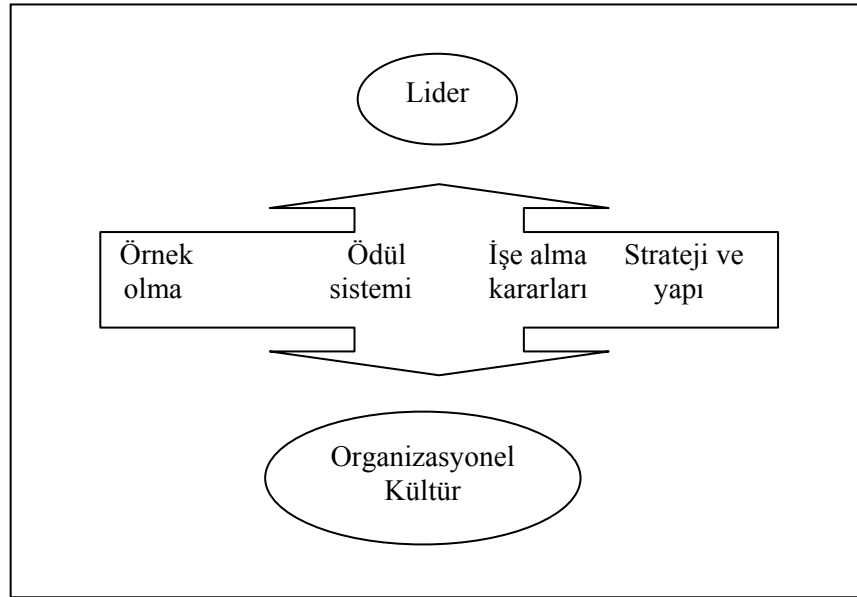 Lider
Örnek olma
Ödül sistemi
İşe alma kararları
Strateji ve yapı
Organizasyonel
Kültür